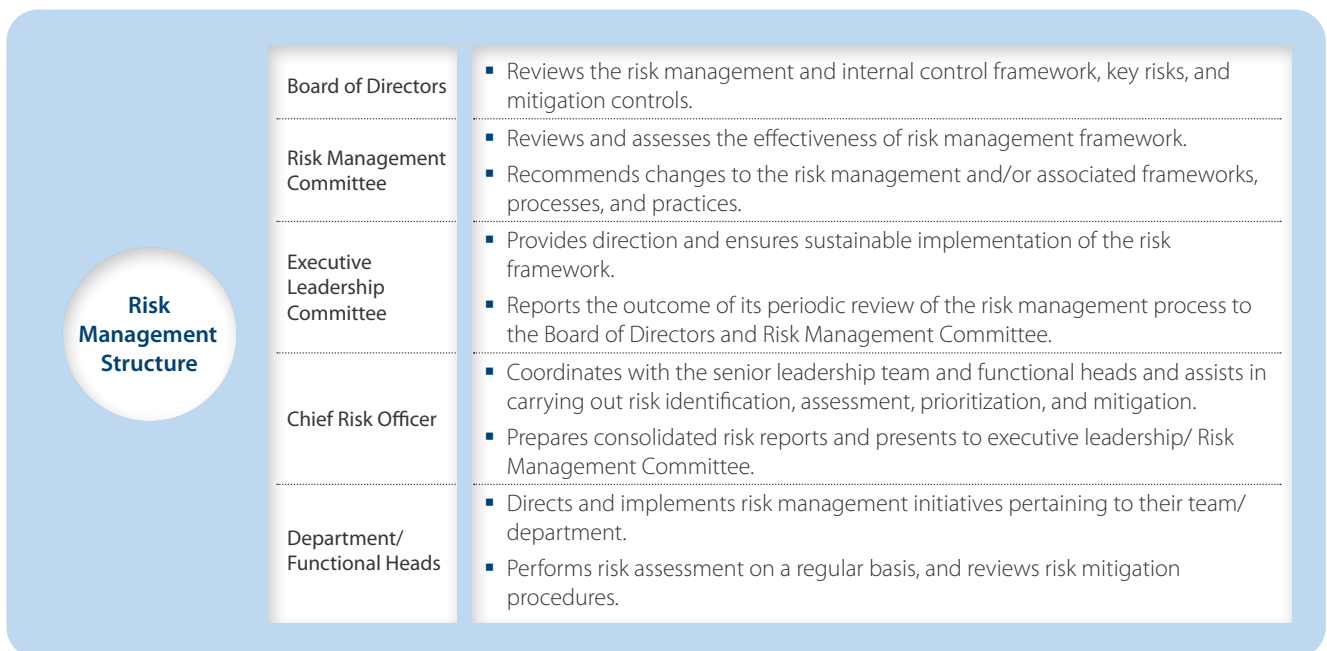 Risk
Management
Structure
Board of Directors
▪ Reviews the risk management and internal control framework, key risks, and
mitigation controls.
Risk Management
Committee
▪ Reviews and assesses the effectiveness of risk management framework.
▪ Recommends changes to the risk management and/or associated frameworks,
processes, and practices.
Executive
Leadership
Committee
▪ Provides direction and ensures sustainable implementation of the risk
framework.
▪ Reports the outcome of its periodic review of the risk management process to
the Board of Directors and Risk Management Committee.
Chief Risk Officer
▪ Coordinates with the senior leadership team and functional heads and assists in
carrying out risk identification, assessment, prioritization, and mitigation.
▪ Prepares consolidated risk reports and presents to executive leadership/ Risk
Management Committee.
Department/
Functional Heads
▪ Directs and implements risk management initiatives pertaining to their team/
department.
▪ Performs risk assessment on a regular basis, and reviews risk mitigation
procedures.